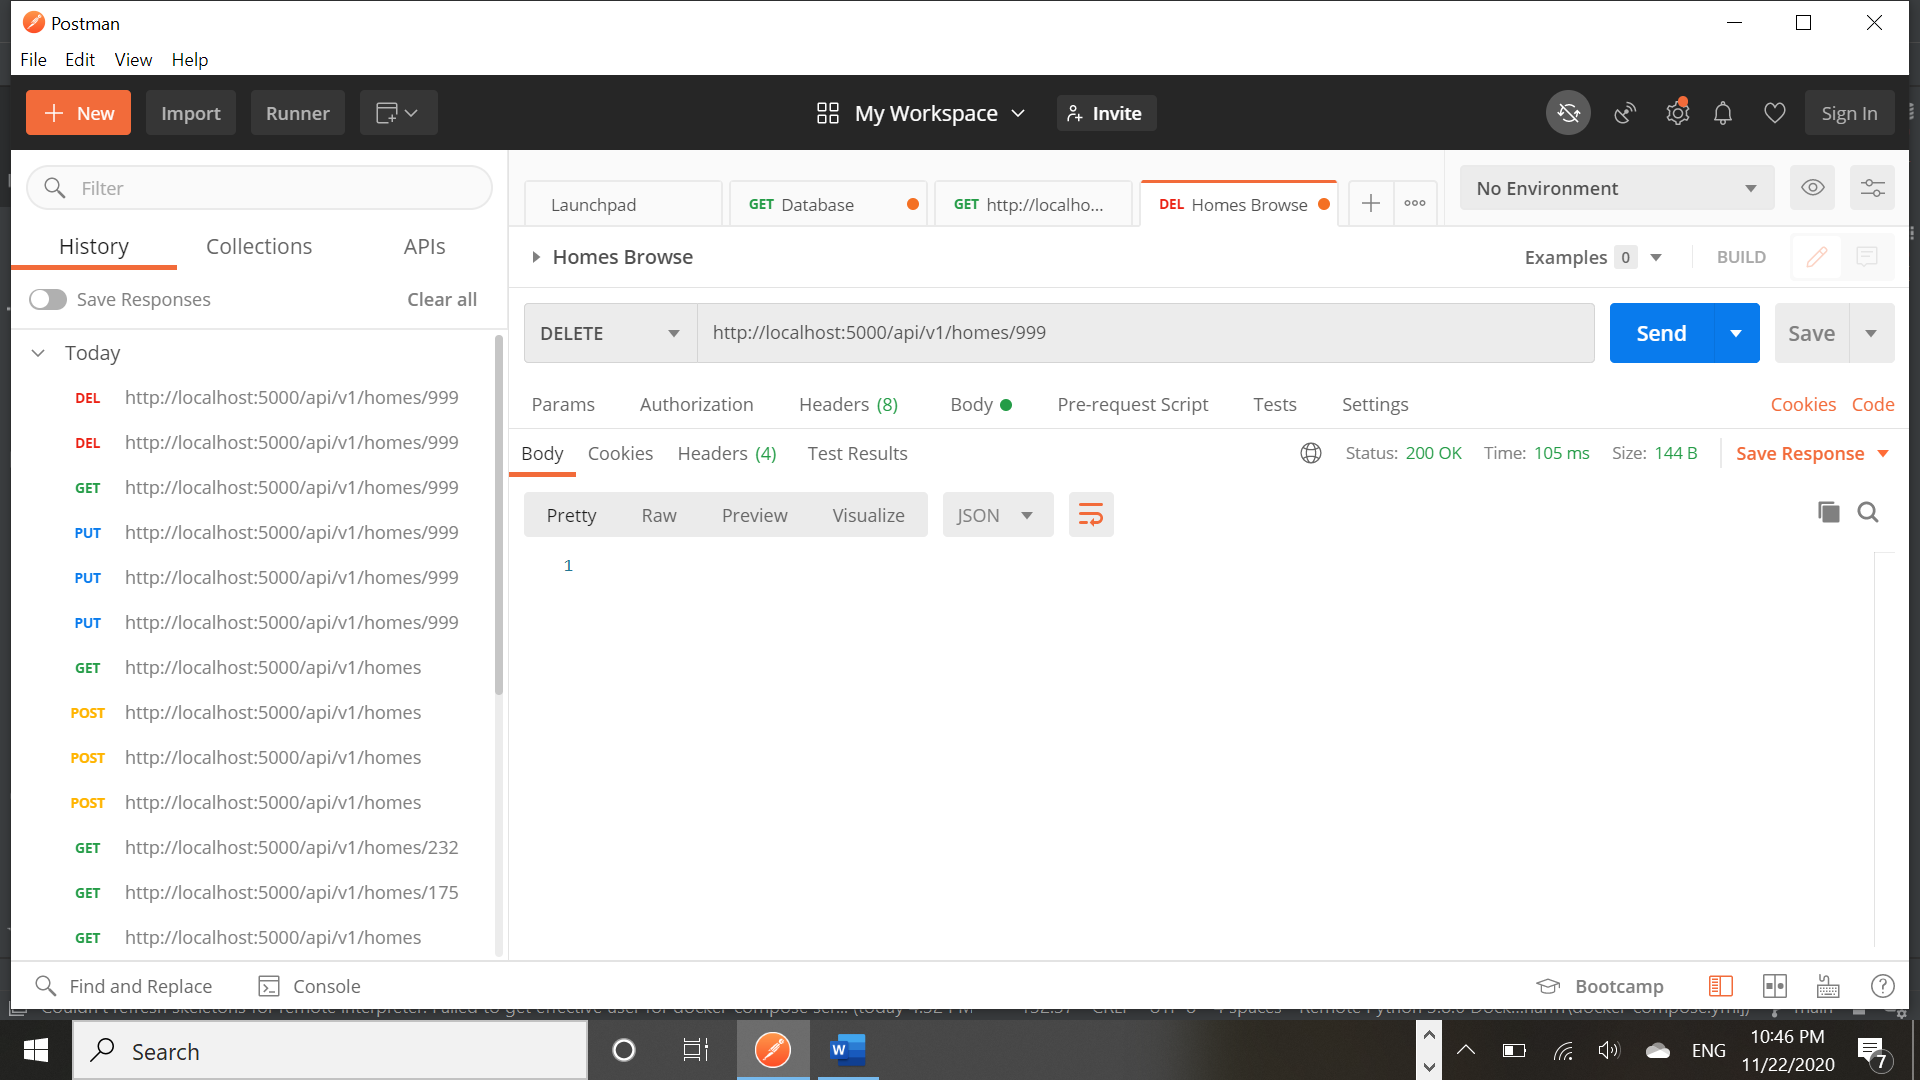 Postman
File Edit View Help
New Import Runner My Workspace Invite Sign In
Filter
History Collections APIs
Save Responses Clear all
Today
DEL http://localhost:5000/api/v1/homes/999
DEL http://localhost:5000/api/v1/homes/999
GET http://localhost:5000/api/v1/homes/999
PUT http://localhost:5000/api/v1/homes/999
PUT http://localhost:5000/api/v1/homes/999
PUT http://localhost:5000/api/v1/homes/999
GET http://localhost:5000/api/v1/homes
POST http://localhost:5000/api/v1/homes
POST http://localhost:5000/api/v1/homes
POST http://localhost:5000/api/v1/homes
GET http://localhost:5000/api/v1/homes/232
GET http://localhost:5000/api/v1/homes/175
GET http://localhost:5000/api/v1/homes
Launchpad GET Database GET http://localho... DEL Homes Browse No Environment
Homes Browse Examples 0 BUILD
DELETE http://localhost:5000/api/v1/homes/999 Send Save
Params Authorization Headers (8) Body Pre-request Script Tests Settings Cookies Code
Body Cookies Headers (4) Test Results Status: 200 OK Time: 105 ms Size: 144 B Save Response
Pretty Raw Preview Visualize JSON
1
Find and Replace Console Bootcamp
Search W ENG 10:46 PM
11/22/2020 7